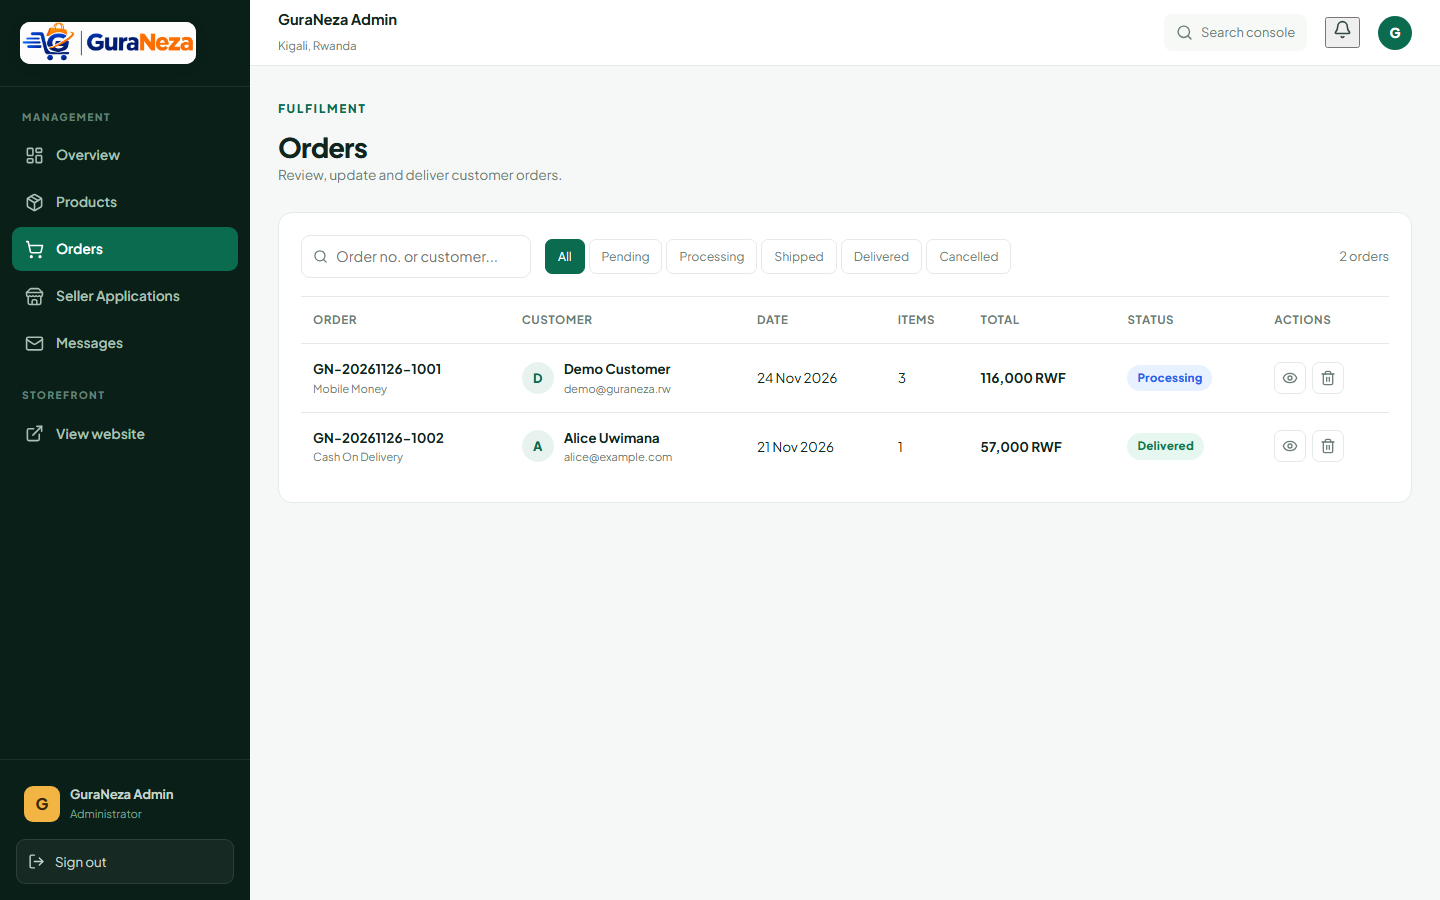 GuraNeza
MANAGEMENT
Overview
Products
Orders
Seller Applications
Messages
STOREFRONT
View website
G
GuraNeza Admin
Administrator
Sign out
GuraNeza Admin
Kigali, Rwanda
Search console
G
FULFILMENT
Orders
Review, update and deliver customer orders.
Order no. or customer...
All
Pending
Processing
Shipped
Delivered
Cancelled
2 orders
ORDER CUSTOMER DATE ITEMS TOTAL STATUS ACTIONS
GN-20261126-1001
Mobile Money
D
Demo Customer
demo@guraneza.rw
24 Nov 2026
3
116,000 RWF
Processing
GN-20261126-1002
Cash On Delivery
A
Alice Uwimana
alice@example.com
21 Nov 2026
1
57,000 RWF
Delivered